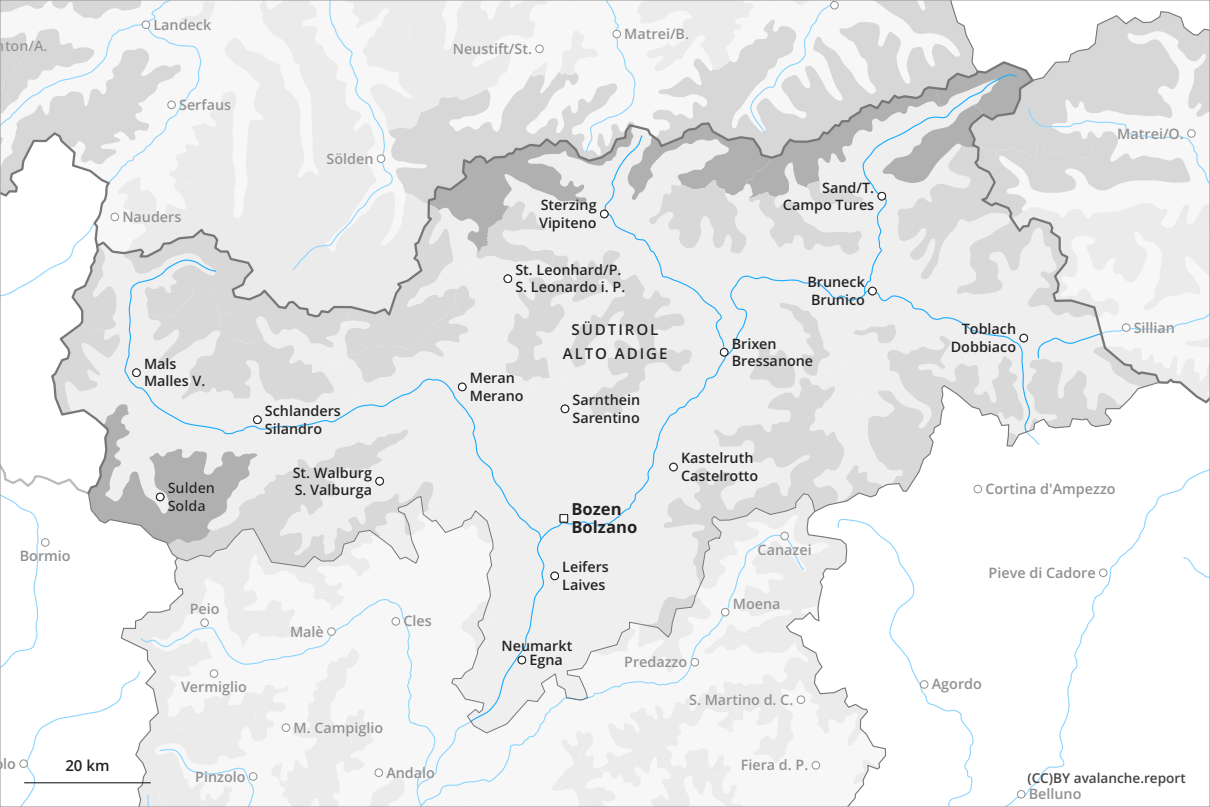 Landeck
Matrei/B.
nton/A.
Neustift/St.
Serfaus
Matrei/O.
Sölden
Sand/T.
Campo Tures
Sterzing
Vipiteno
Nauders
St. Leonhard/P.
S. Leonardo i. P.
Bruneck
Brunico
SÜDTIROL
ALTO ADIGE
Toblach
Dobbiaco
Sillian
Brixen
Bressanone
Mals
Malles V.
Meran
Merano
Sarnthein
Sarentino
Schlanders
Silandro
Kastelruth
Castelrotto
St. Walburg
S. Valburga
Sulden
Solda
Cortina d'Ampezzo
Bozen
Bolzano
Bormio
Canazei
Leifers
Laives
Pieve di Cadore
Peio
Moena
Malè
Cles
Neumarkt
Egna
Predazzo
Vermiglio
Agordo
S. Martino d. C.
M. Campiglio
olo
20 km
Pinzolo
Andalo
Fiera d. P.
(CC)BY avalanche.report
Belluno